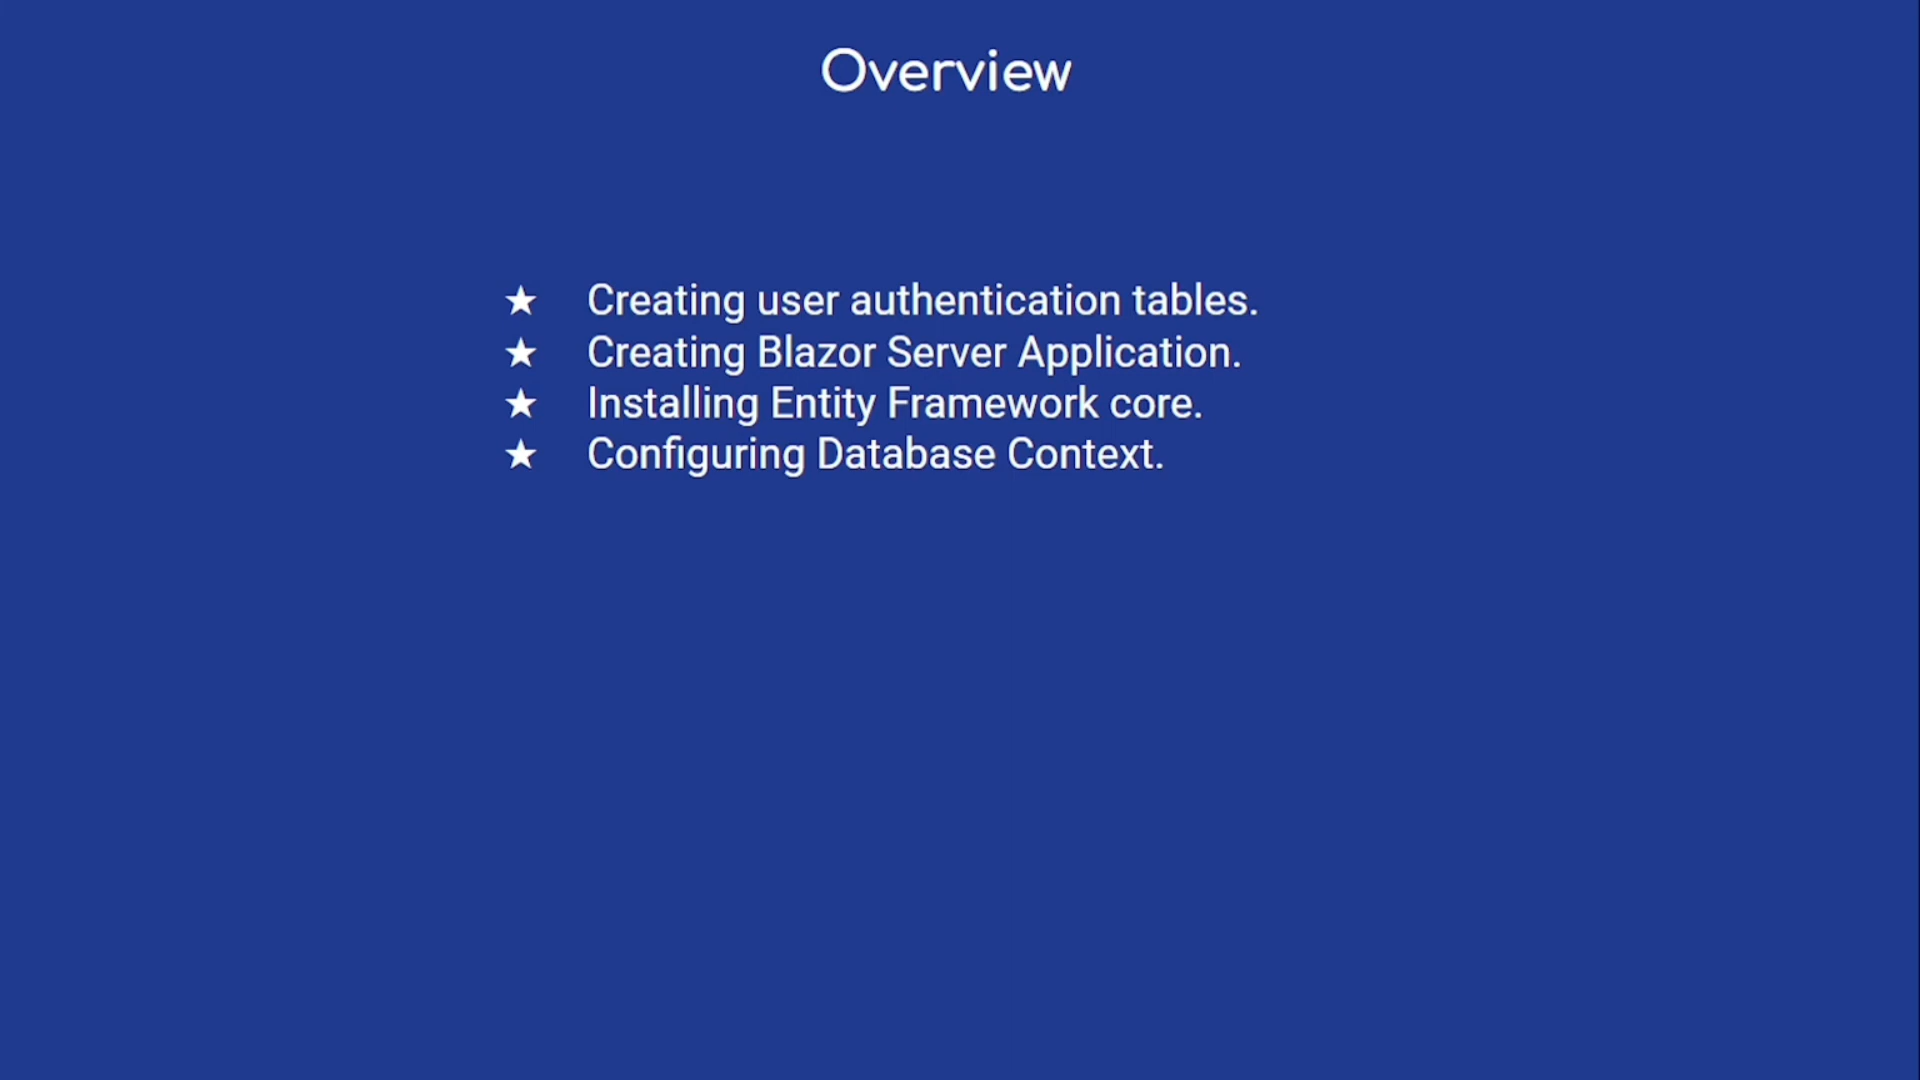 Overview
★ Creating user authentication tables.
★ Creating Blazor Server Application.
★ Installing Entity Framework core.
★ Configuring Database Context.